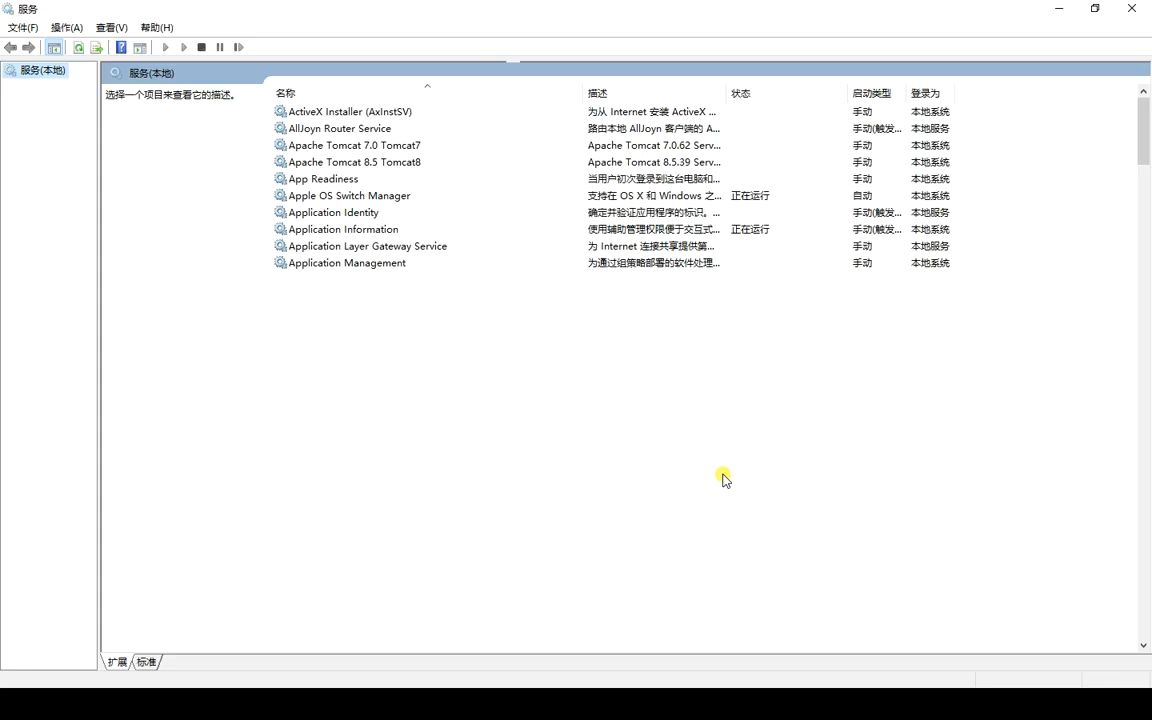 服务
文件(F) 操作(A) 查看(V) 帮助(H)
服务(本地)
服务(本地)
选择一个项目来查看它的描述。
名称 描述 状态 启动类型 登录为
ActiveX Installer (AxInstSV) 为从 Internet 安装 ActiveX ... 手动 本地系统
AllJoyn Router Service 路由本地 AllJoyn 客户端的 A... 手动(触发... 本地服务
Apache Tomcat 7.0 Tomcat7 Apache Tomcat 7.0.62 Serv... 手动 本地系统
Apache Tomcat 8.5 Tomcat8 Apache Tomcat 8.5.39 Serv... 手动 本地系统
App Readiness 当用户初次登录到这台电脑和... 手动 本地系统
Apple OS Switch Manager 支持在 OS X 和 Windows 之... 正在运行 自动 本地系统
Application Identity 确定并验证应用程序的标识。... 手动(触发... 本地服务
Application Information 使用辅助管理权限便于交互式... 正在运行 手动(触发... 本地系统
Application Layer Gateway Service 为 Internet 连接共享提供第... 手动 本地服务
Application Management 为通过组策略部署的软件处理... 手动 本地系统
扩展 标准